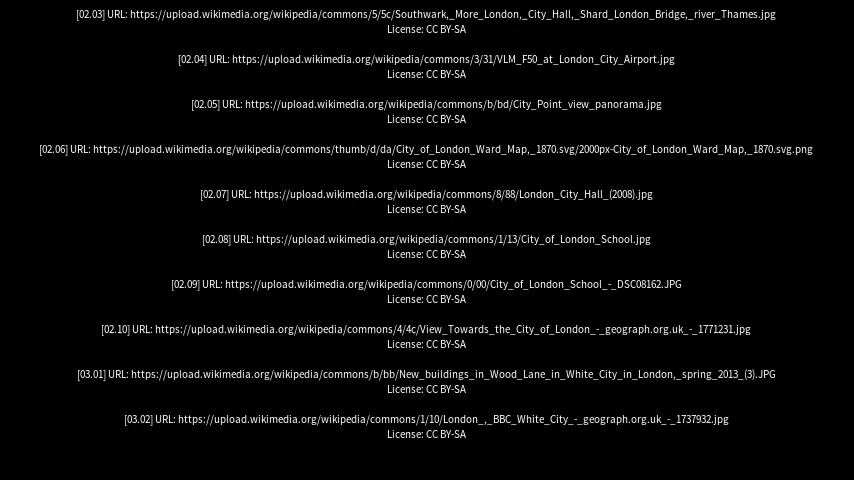 [02.03] URL: https://upload.wikimedia.org/wikipedia/commons/5/5c/Southwark,_More_London,_City_Hall,_Shard_London_Bridge,_river_Thames.jpg
License: CC BY-SA
[02.04] URL: https://upload.wikimedia.org/wikipedia/commons/3/31/VLM_F50_at_London_City_Airport.jpg
License: CC BY-SA
[02.05] URL: https://upload.wikimedia.org/wikipedia/commons/b/bd/City_Point_view_panorama.jpg
License: CC BY-SA
[02.06] URL: https://upload.wikimedia.org/wikipedia/commons/thumb/d/da/City_of_London_Ward_Map,_1870.svg/2000px-City_of_London_Ward_Map,_1870.svg.png
License: CC BY-SA
[02.07] URL: https://upload.wikimedia.org/wikipedia/commons/8/88/London_City_Hall_(2008).jpg
License: CC BY-SA
[02.08] URL: https://upload.wikimedia.org/wikipedia/commons/1/13/City_of_London_School.jpg
License: CC BY-SA
[02.09] URL: https://upload.wikimedia.org/wikipedia/commons/0/00/City_of_London_School_-_DSC08162.JPG
License: CC BY-SA
[02.10] URL: https://upload.wikimedia.org/wikipedia/commons/4/4c/View_Towards_the_City_of_London_-_geograph.org.uk_-_1771231.jpg
License: CC BY-SA
[03.01] URL: https://upload.wikimedia.org/wikipedia/commons/b/bb/New_buildings_in_Wood_Lane_in_White_City_in_London,_spring_2013_(3).JPG
License: CC BY-SA
[03.02] URL: https://upload.wikimedia.org/wikipedia/commons/1/10/London_,_BBC_White_City_-_geograph.org.uk_-_1737932.jpg
License: CC BY-SA